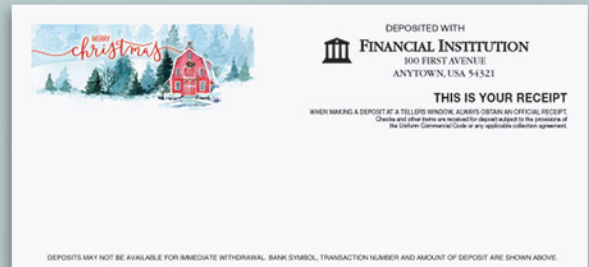 MERRY
christmas
DEPOSITED WITH
FINANCIAL INSTITUTION
100 FIRST AVENUE
ANYTOWN, USA 54321
THIS IS YOUR RECEIPT
WHEN MAKING A DEPOSIT AT A TELLERS WINDOW, ALWAYS OBTAIN AN OFFICIAL RECEIPT.
Checks and other items are received for deposit subject to the provisions of
the Uniform Commercial Code or any applicable collection agreement.
DEPOSITS MAY NOT BE AVAILABLE FOR IMMEDIATE WITHDRAWAL. BANK SYMBOL, TRANSACTION NUMBER AND AMOUNT OF DEPOSIT ARE SHOWN ABOVE.